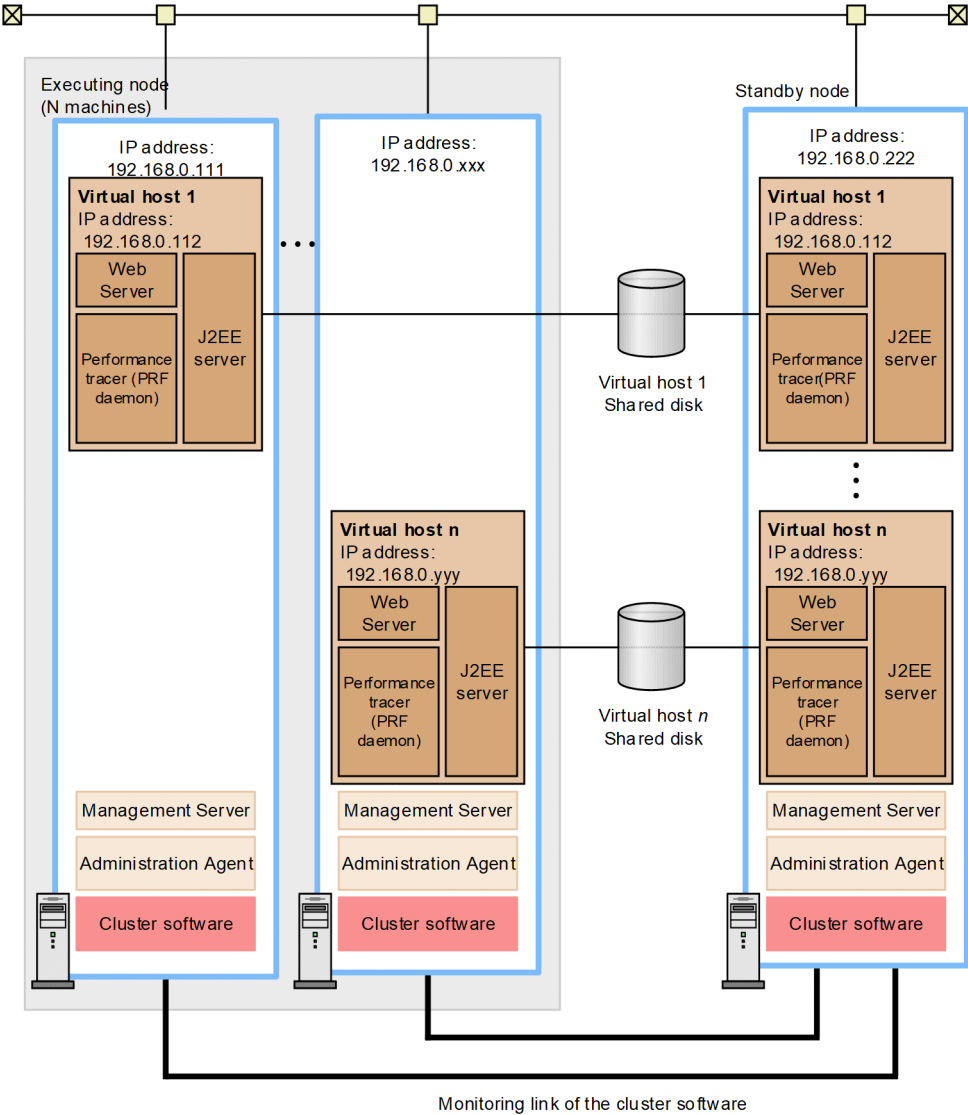 Executing node
(N machines)
IP address:
192.168.0.111
Virtual host 1
IP address:
192.168.0.112
Web
Server
J2EE
server
Performance
tracer (PRF
daemon)
IP address:
192.168.0.xxx
Virtual host n
IP address:
192.168.0.yyy
Web
Server
J2EE
server
Performance
tracer
(PRF
daemon)
Virtual host 1
Shared disk
Virtual host n
Shared disk
Standby node
IP address:
192.168.0.222
Virtual host 1
IP address:
192.168.0.112
Web
Server
J2EE
server
Performance
tracer(PRF
daemon)
Virtual host n
IP address:
192.168.0.yyy
Web
Server
J2EE
server
Performance
tracer
(PRF
daemon)
Management Server
Administration Agent
Cluster software
Management Server
Administration Agent
Cluster software
Management Server
Administration Agent
Cluster software
Monitoring link of the cluster software